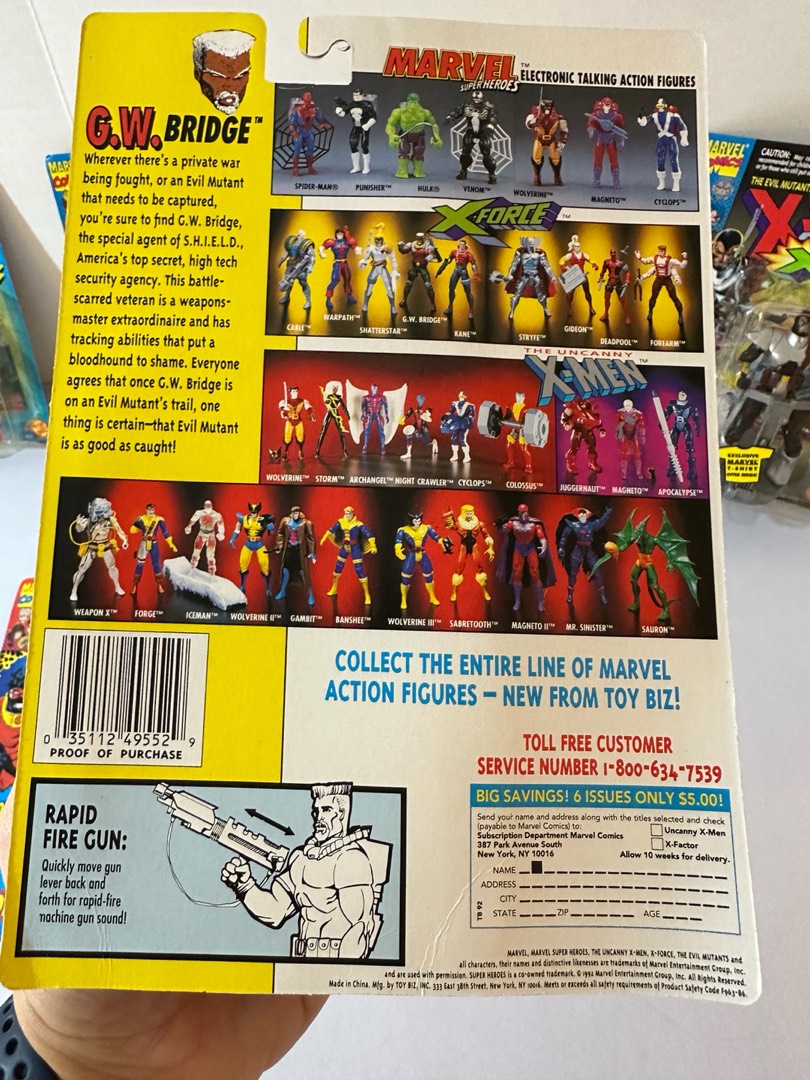 MARVEL™
SUPER HEROES
ELECTRONIC TALKING ACTION FIGURES
SPIDER-MAN®
PUNISHER™
HULK®
VENOM™
WOLVERINE™
MAGNETO™
CYCLOPS™
G.W. BRIDGE™
Wherever there's a private war
being fought, or an Evil Mutant
that needs to be captured,
you're sure to find G.W. Bridge,
the special agent of S.H.I.E.L.D.,
America's top secret, high tech
security agency. This battle-
scarred veteran is a weapons-
master extraordinaire and has
tracking abilities that put a
bloodhound to shame. Everyone
agrees that once G.W. Bridge is
on an Evil Mutant's trail, one
thing is certain—that Evil Mutant
is as good as caught!
X-FORCE™
CABLE™
WARPATH™
SHATTERSTAR™
G.W. BRIDGE™
KANE™
STRYFE™
GIDEON™
DEADPOOL™
FOREARM™
THE UNCANNY
X-MEN™
WOLVERINE™
STORM™
ARCHANGEL™
NIGHT CRAWLER™
CYCLOPS™
COLOSSUS™
JUGGERNAUT™
MAGNETO™
APOCALYPSE™
WEAPON X™
FORGE™
ICEMAN™
WOLVERINE II™
GAMBIT™
BANSHEE™
WOLVERINE III™
SABRETOOTH™
MAGNETO II™
MR. SINISTER™
SAURON™
0 35112 49552 9
PROOF OF PURCHASE
COLLECT THE ENTIRE LINE OF MARVEL
ACTION FIGURES – NEW FROM TOY BIZ!
TOLL FREE CUSTOMER
SERVICE NUMBER 1-800-634-7539
RAPID
FIRE GUN:
Quickly move gun
lever back and
forth for rapid-fire
machine gun sound!
BIG SAVINGS! 6 ISSUES ONLY $5.00!
Send your name and address along with the titles selected and check
(payable to Marvel Comics) to:
Subscription Department Marvel Comics
387 Park Avenue South
New York, NY 10016
Uncanny X-Men
X-Factor
Allow 10 weeks for delivery.
NAME
ADDRESS
CITY
STATE ZIP AGE
TB 92
MARVEL, MARVEL SUPER HEROES, THE UNCANNY X-MEN, X-FORCE, THE EVIL MUTANTS and
all characters, their names and distinctive likenesses are trademarks of Marvel Entertainment Group, Inc.
and are used with permission. SUPER HEROES is a co-owned trademark. © 1992 Marvel Entertainment Group, Inc. All Rights Reserved.
Made in China. Mfg. by TOY BIZ, INC. 333 East 38th Street, New York, NY 10016. Meets or exceeds all safety requirements of Product Safety Code F963-86.
MARVEL
CAUTION:
THE EVIL MUTANTS
EXCLUSIVE
MARVEL
T-SHIRT